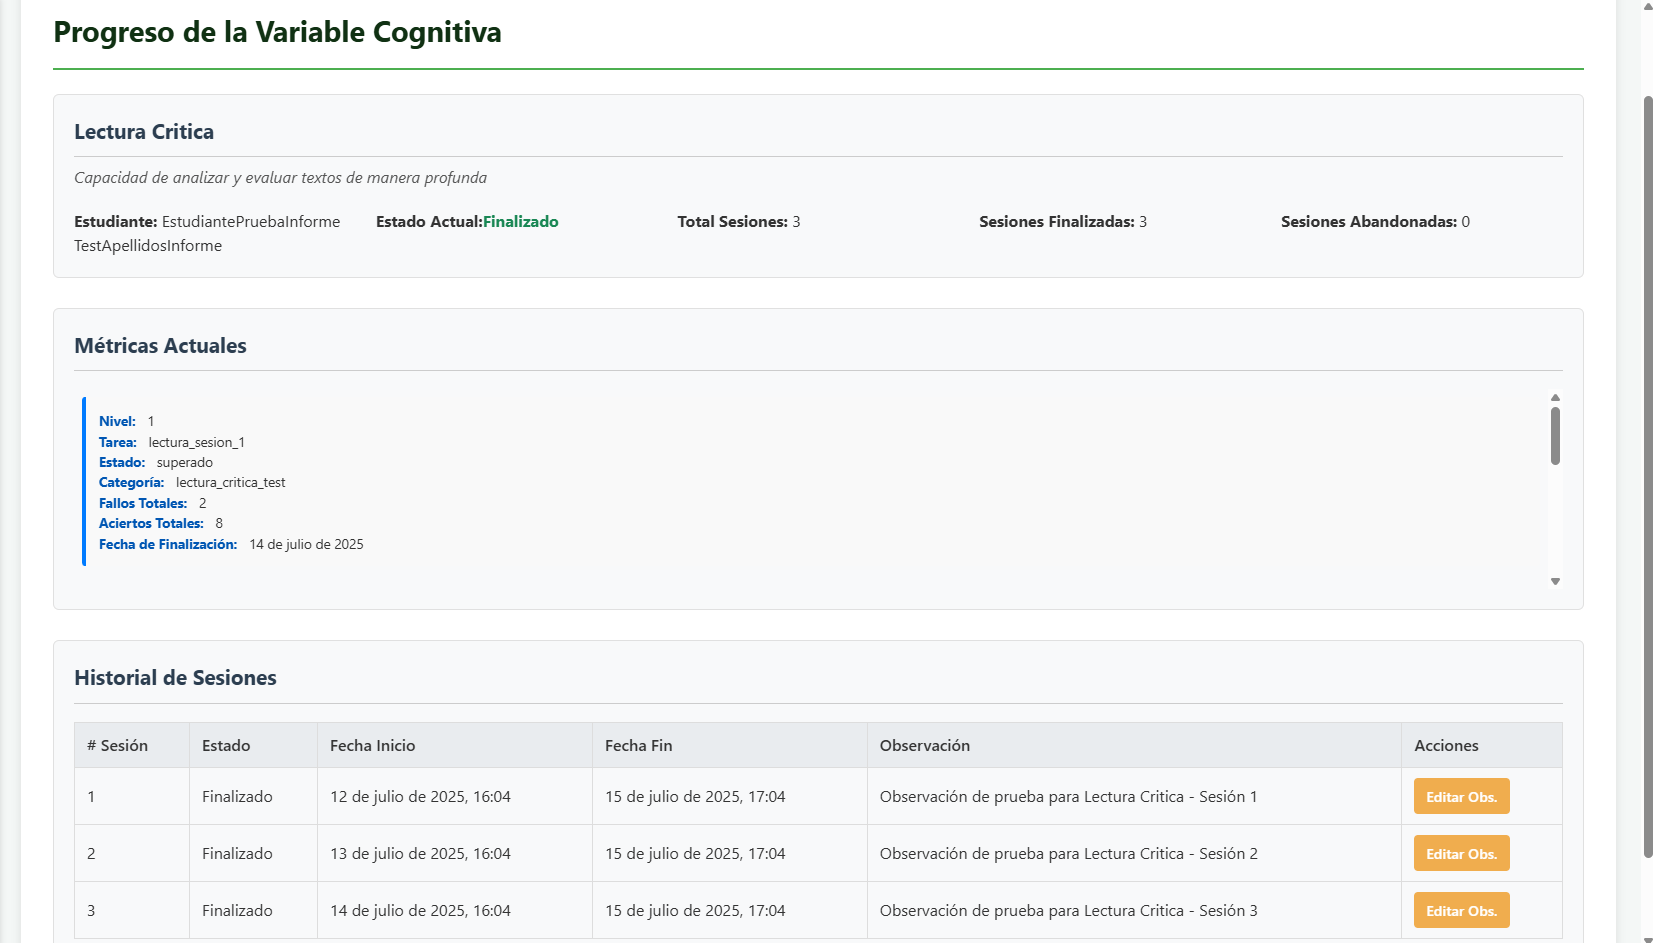 Progreso de la Variable Cognitiva
Lectura Critica
Capacidad de analizar y evaluar textos de manera profunda
Estudiante: EstudiantePruebaInforme TestApellidosInforme
Estado Actual:Finalizado
Total Sesiones: 3
Sesiones Finalizadas: 3
Sesiones Abandonadas: 0
Métricas Actuales
Nivel: 1
Tarea: lectura_sesion_1
Estado: superado
Categoría: lectura_critica_test
Fallos Totales: 2
Aciertos Totales: 8
Fecha de Finalización: 14 de julio de 2025
Historial de Sesiones
# Sesión Estado Fecha Inicio Fecha Fin Observación Acciones
1 Finalizado 12 de julio de 2025, 16:04 15 de julio de 2025, 17:04 Observación de prueba para Lectura Critica - Sesión 1 Editar Obs.
2 Finalizado 13 de julio de 2025, 16:04 15 de julio de 2025, 17:04 Observación de prueba para Lectura Critica - Sesión 2 Editar Obs.
3 Finalizado 14 de julio de 2025, 16:04 15 de julio de 2025, 17:04 Observación de prueba para Lectura Critica - Sesión 3 Editar Obs.